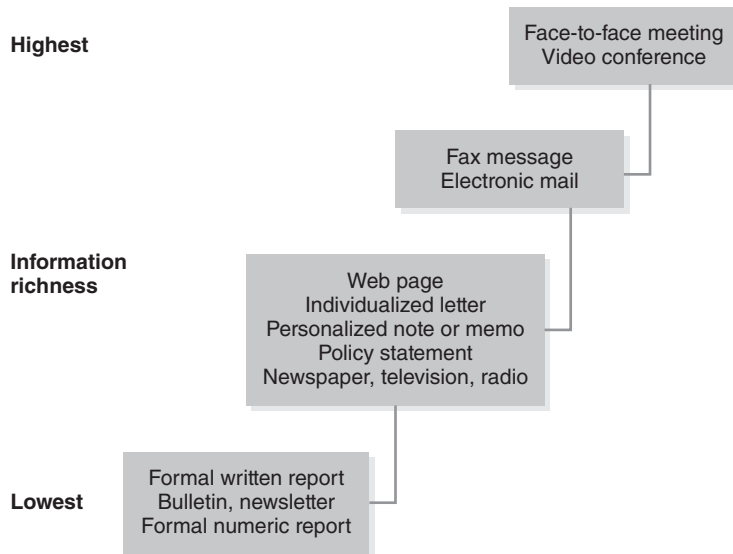 Highest
Face-to-face meeting
Video conference
Fax message
Electronic mail
Information
richness
Web page
Individualized letter
Personalized note or memo
Policy statement
Newspaper, television, radio
Lowest
Formal written report
Bulletin, newsletter
Formal numeric report